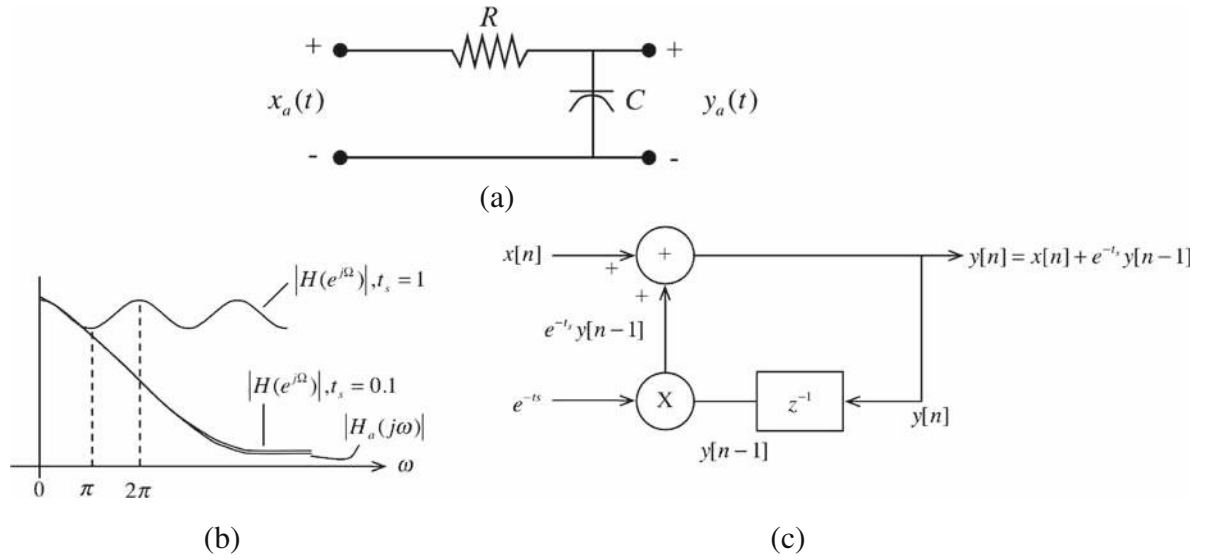 R
+
+
x_a(t)
C
y_a(t)
-
-
(a)
|H(e^{jΩ})|, t_s = 1
|H(e^{jΩ})|, t_s = 0.1
|H_a(jω)|
ω
0
π
2π
(b)
x[n]
+
+
+
y[n] = x[n] + e^{-t_s} y[n-1]
e^{-t_s} y[n-1]
e^{-ts}
X
z^{-1}
y[n]
y[n-1]
(c)